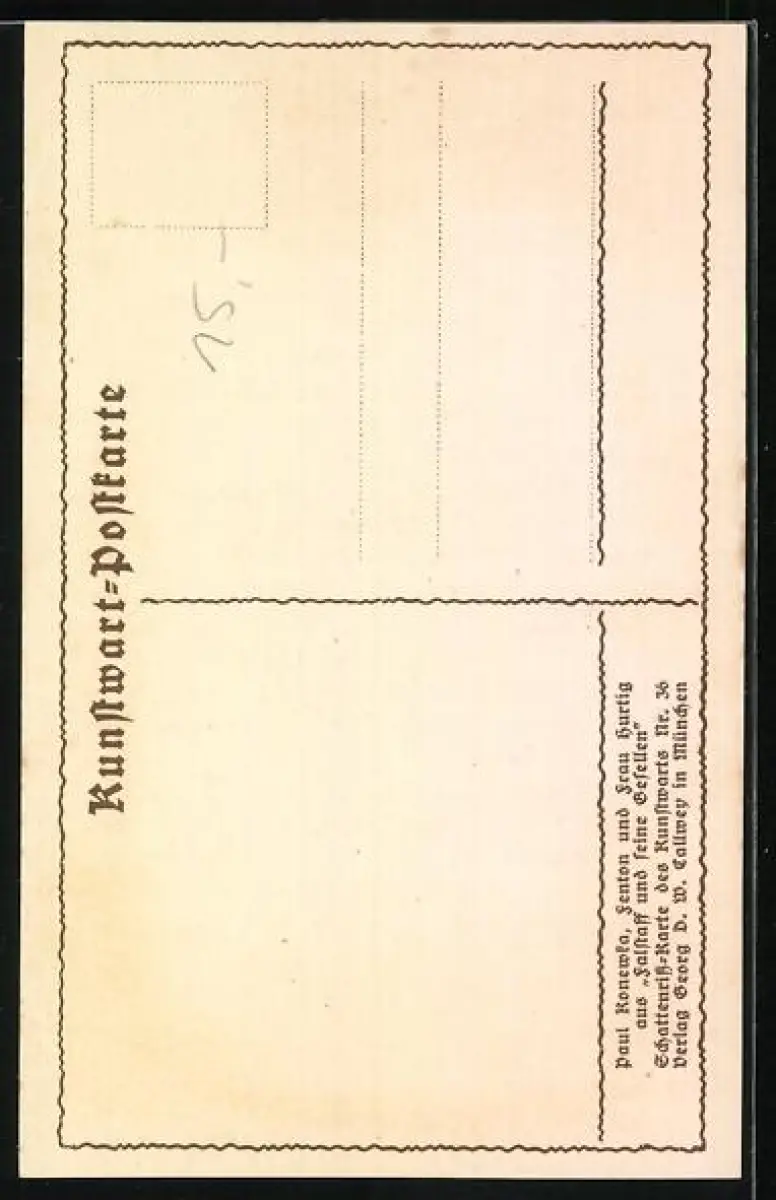 Kunstwart-Postkarte
15,-
Paul Konewka, Fenton und Frau Hurtig
aus „Falstaff und seine Gesellen"
Schattenriß-Karte des Kunstwarts Nr. 36
Verlag Georg D. W. Callwey in München